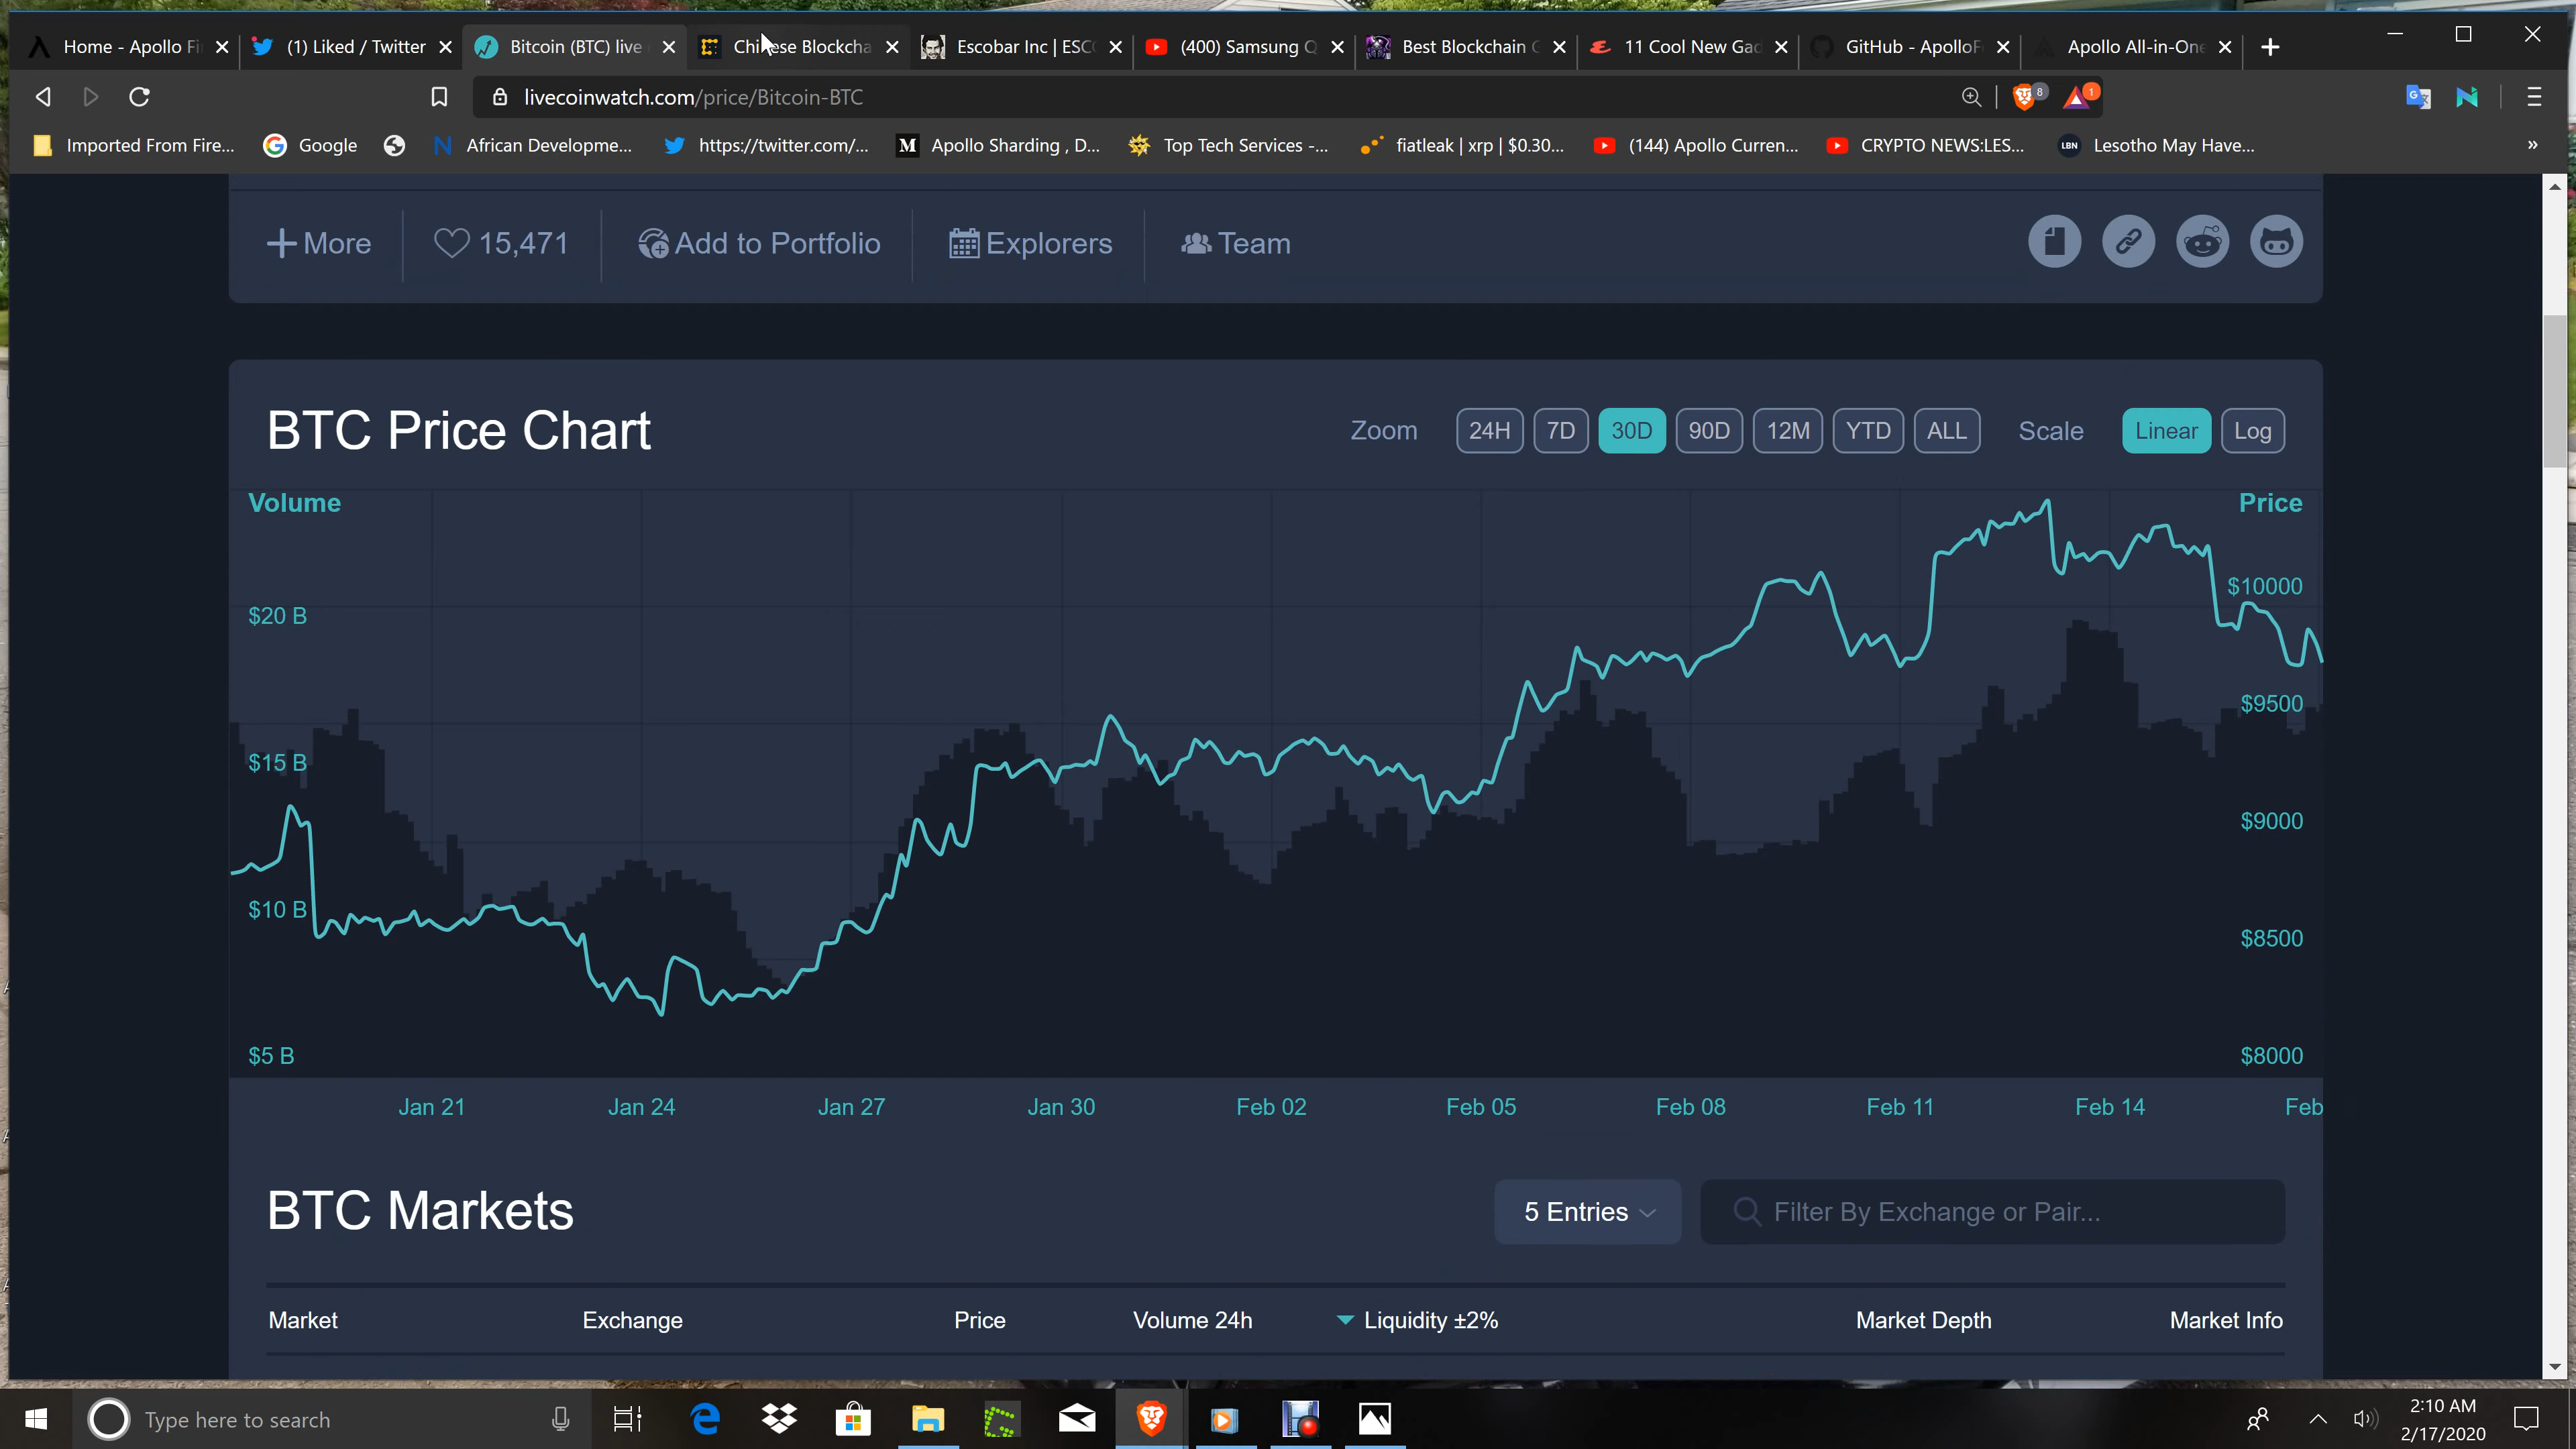 Home - Apollo Fi
(1) Liked / Twitter
Bitcoin (BTC) live
Chinese Blockcha
Escobar Inc | ESC
(400) Samsung Q
Best Blockchain
11 Cool New Gad
GitHub - ApolloF
Apollo All-in-One
livecoinwatch.com/price/Bitcoin-BTC
8
1
Imported From Fire...
Google
African Developme...
https://twitter.com/...
M
Apollo Sharding , D...
Top Tech Services -...
fiatleak | xrp | $0.30...
(144) Apollo Curren...
CRYPTO NEWS:LES...
LBN
Lesotho May Have...
»
More
15,471
Add to Portfolio
Explorers
Team
BTC Price Chart
Zoom
24H
7D
30D
90D
12M
YTD
ALL
Scale
Linear
Log
Volume
Price
$20 B
$15 B
$10 B
$5 B
$10000
$9500
$9000
$8500
$8000
Jan 21
Jan 24
Jan 27
Jan 30
Feb 02
Feb 05
Feb 08
Feb 11
Feb 14
Feb
BTC Markets
5 Entries
Filter By Exchange or Pair...
Market
Exchange
Price
Volume 24h
Liquidity ±2%
Market Depth
Market Info
Type here to search
2:10 AM
2/17/2020